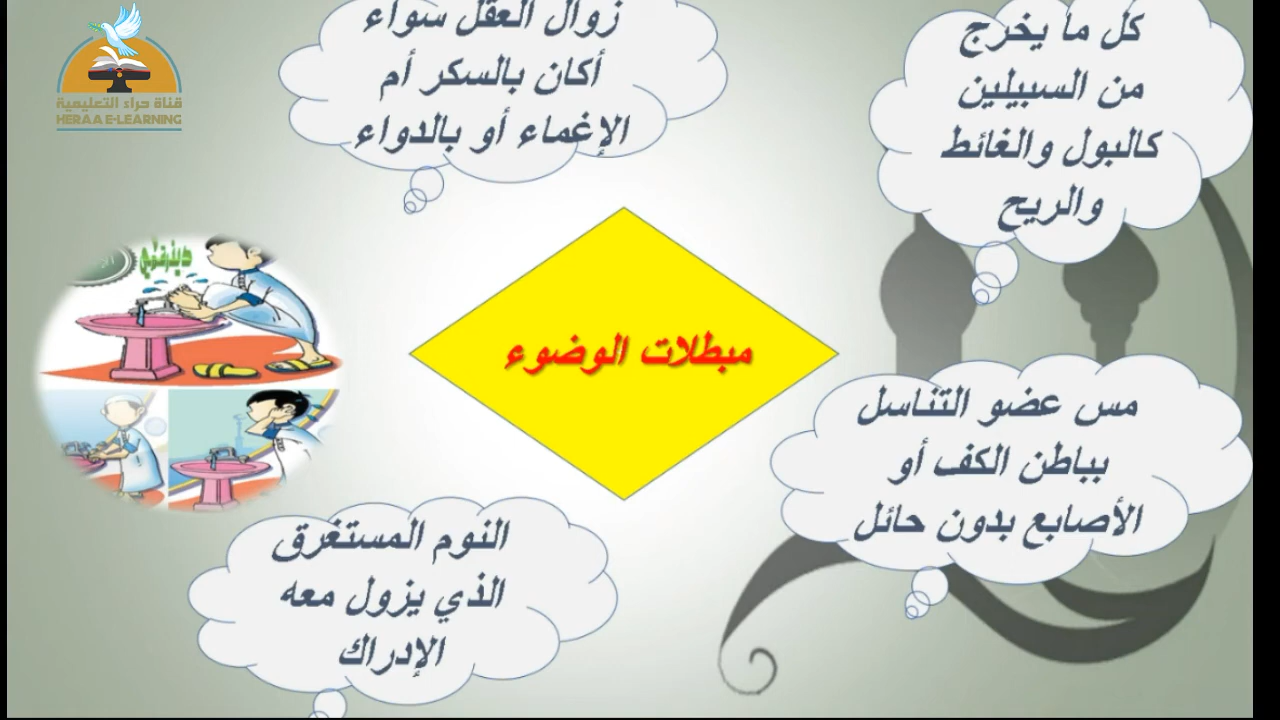 كل ما يخرج
من السبيلين
كالبول والغائط
والريح
زوال العقل سواء
أكان بالسكر أم
الإغماء أو بالدواء
قناة حراء التعليمية
HERAA E-LEARNING
مبطلات الوضوء
مس عضو التناسل
بباطن الكف أو
الأصابع بدون حائل
النوم المستغرق
الذي يزول معه
الإدراك